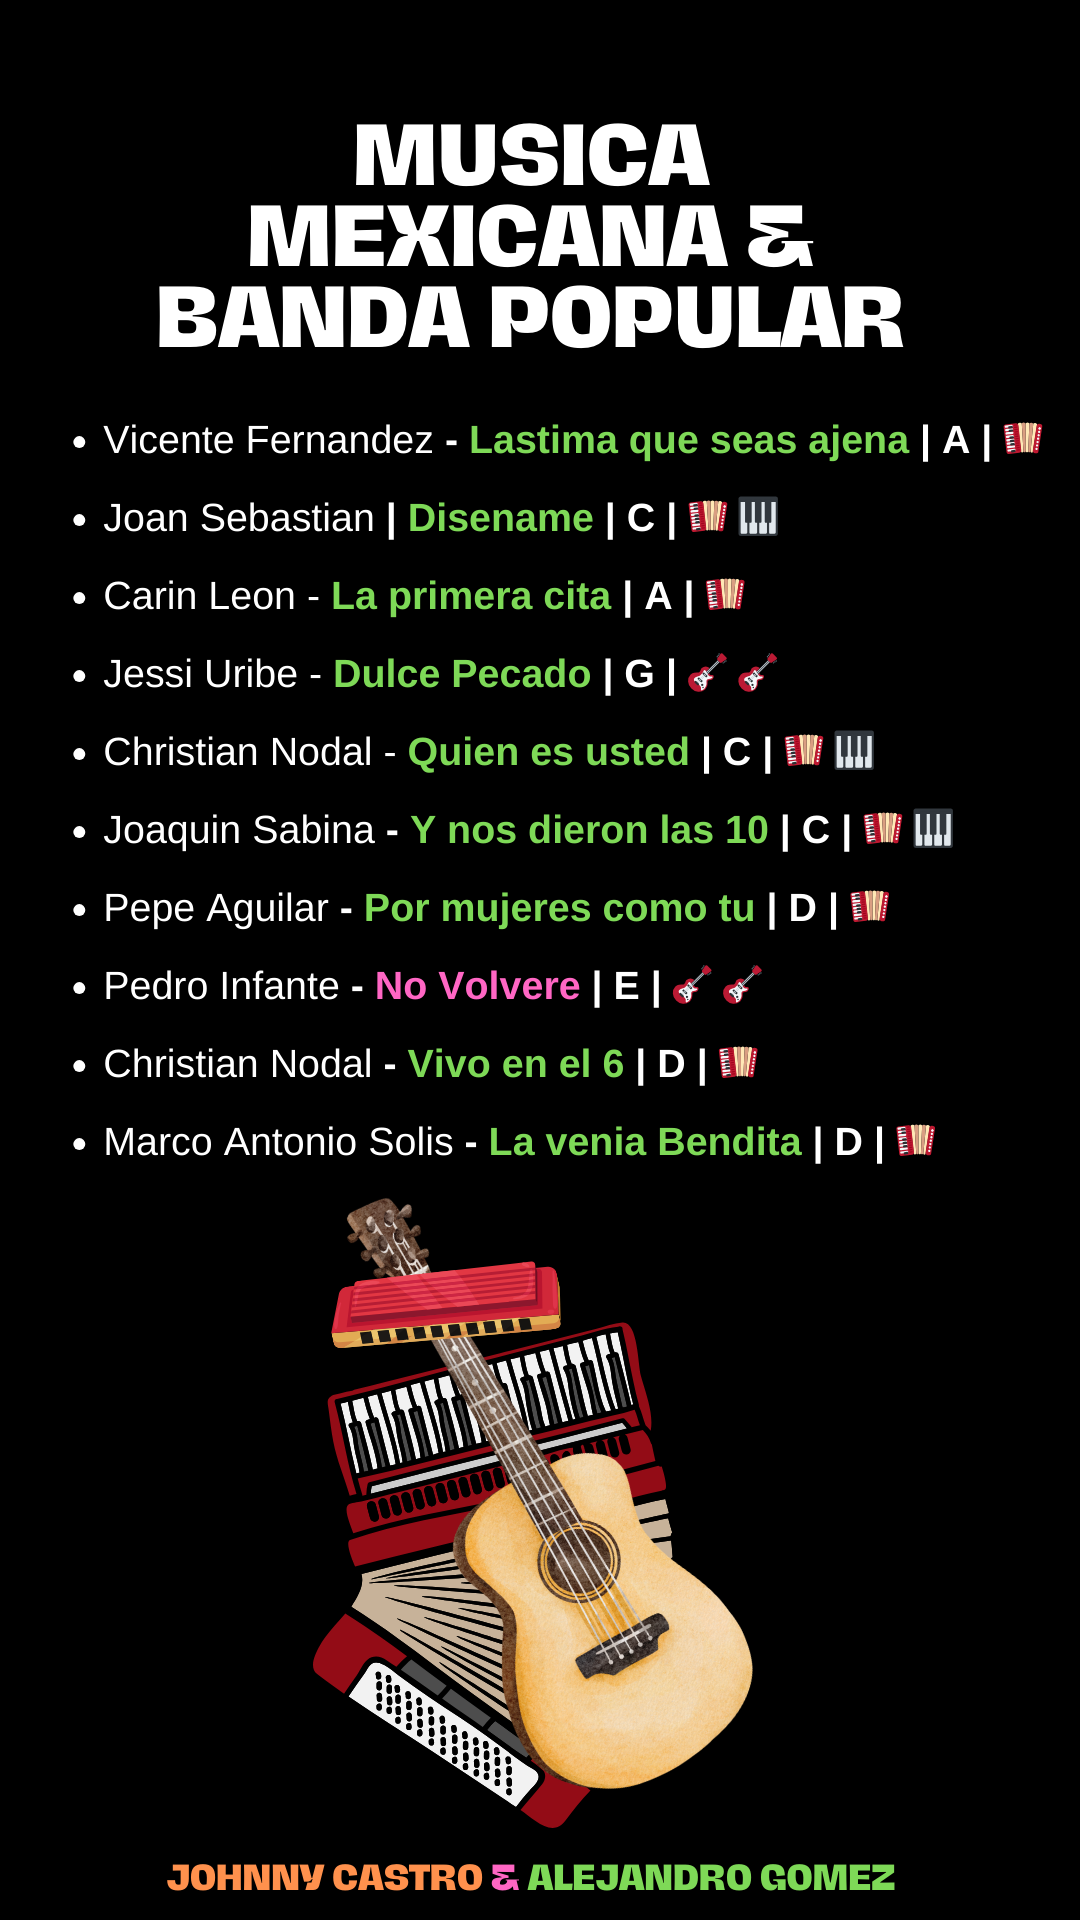 MUSICA
MEXICANA &
BANDA POPULAR
• Vicente Fernandez - Lastima que seas ajena | A | 🪗
• Joan Sebastian | Disename | C | 🪗 🎹
• Carin Leon - La primera cita | A | 🪗
• Jessi Uribe - Dulce Pecado | G | 🎸 🎸
• Christian Nodal - Quien es usted | C | 🪗 🎹
• Joaquin Sabina - Y nos dieron las 10 | C | 🪗 🎹
• Pepe Aguilar - Por mujeres como tu | D | 🪗
• Pedro Infante - No Volvere | E | 🎸 🎸
• Christian Nodal - Vivo en el 6 | D | 🪗
• Marco Antonio Solis - La venia Bendita | D | 🪗
JOHNNY CASTRO & ALEJANDRO GOMEZ